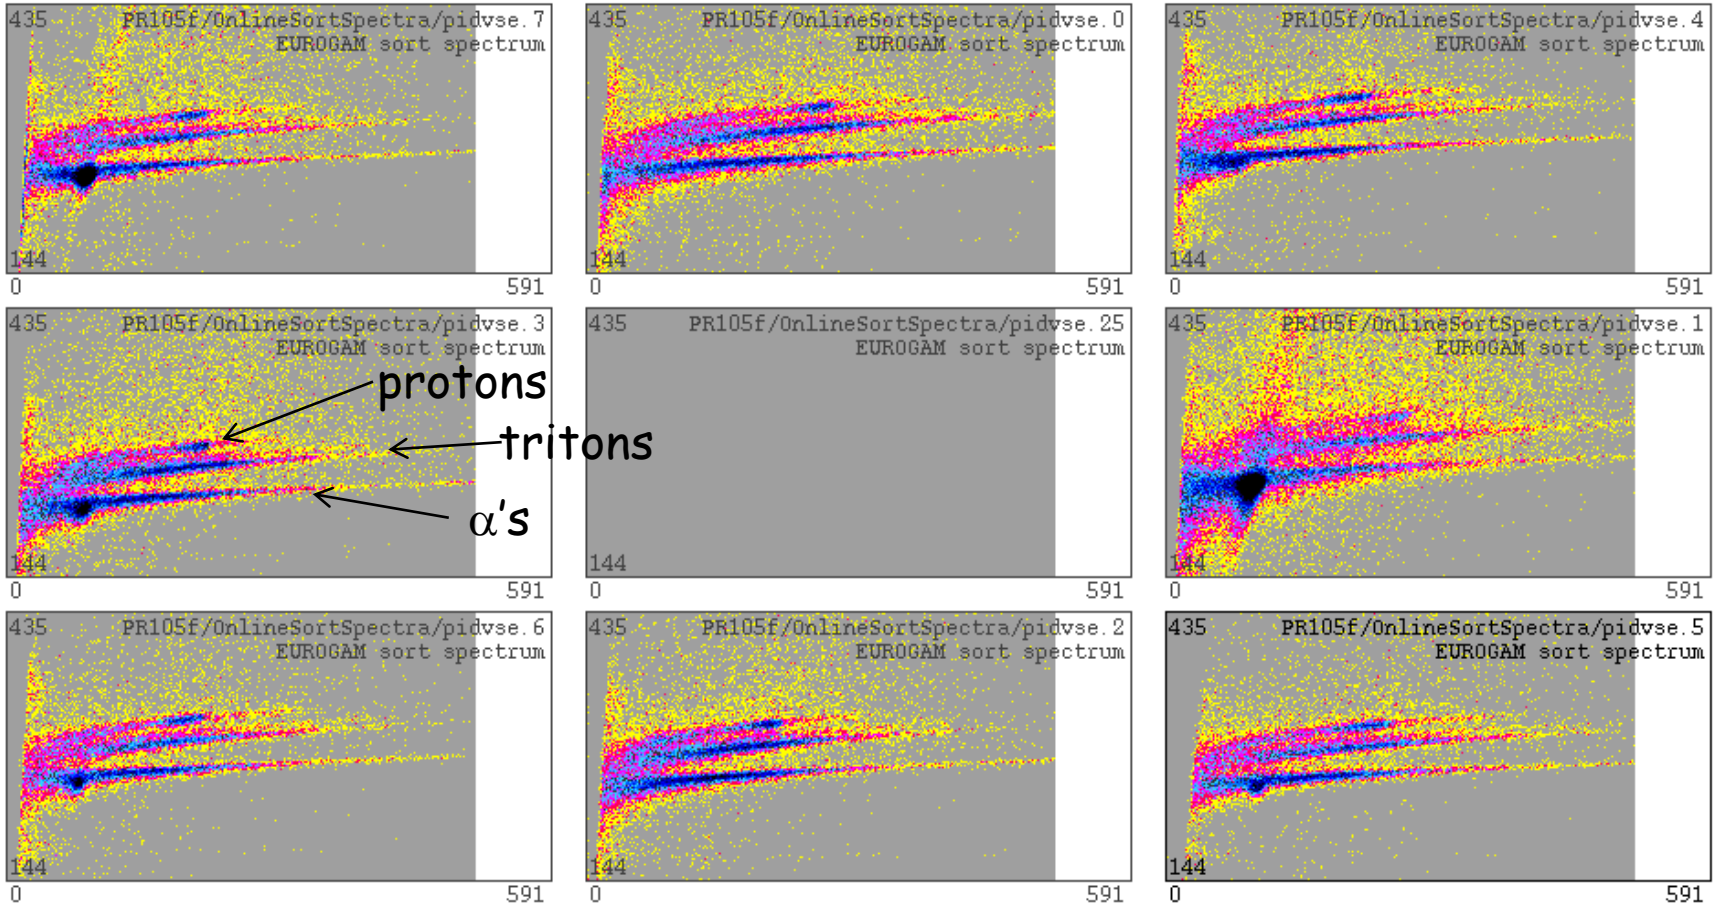 435 PR105f/OnlineSortSpectra/pidvse.7
EUROGAM sort spectrum
144
0 591
435 PR105f/OnlineSortSpectra/pidvse.0
EUROGAM sort spectrum
144
0 591
435 PR105f/OnlineSortSpectra/pidvse.4
EUROGAM sort spectrum
144
0 591
435 PR105f/OnlineSortSpectra/pidvse.3
EUROGAM sort spectrum
protons
tritons
α's
144
0 591
435 PR105f/OnlineSortSpectra/pidvse.25
EUROGAM sort spectrum
144
0 591
435 PR105f/OnlineSortSpectra/pidvse.1
EUROGAM sort spectrum
144
0 591
435 PR105f/OnlineSortSpectra/pidvse.6
EUROGAM sort spectrum
144
0 591
435 PR105f/OnlineSortSpectra/pidvse.2
EUROGAM sort spectrum
144
0 591
435 PR105f/OnlineSortSpectra/pidvse.5
EUROGAM sort spectrum
144
0 591